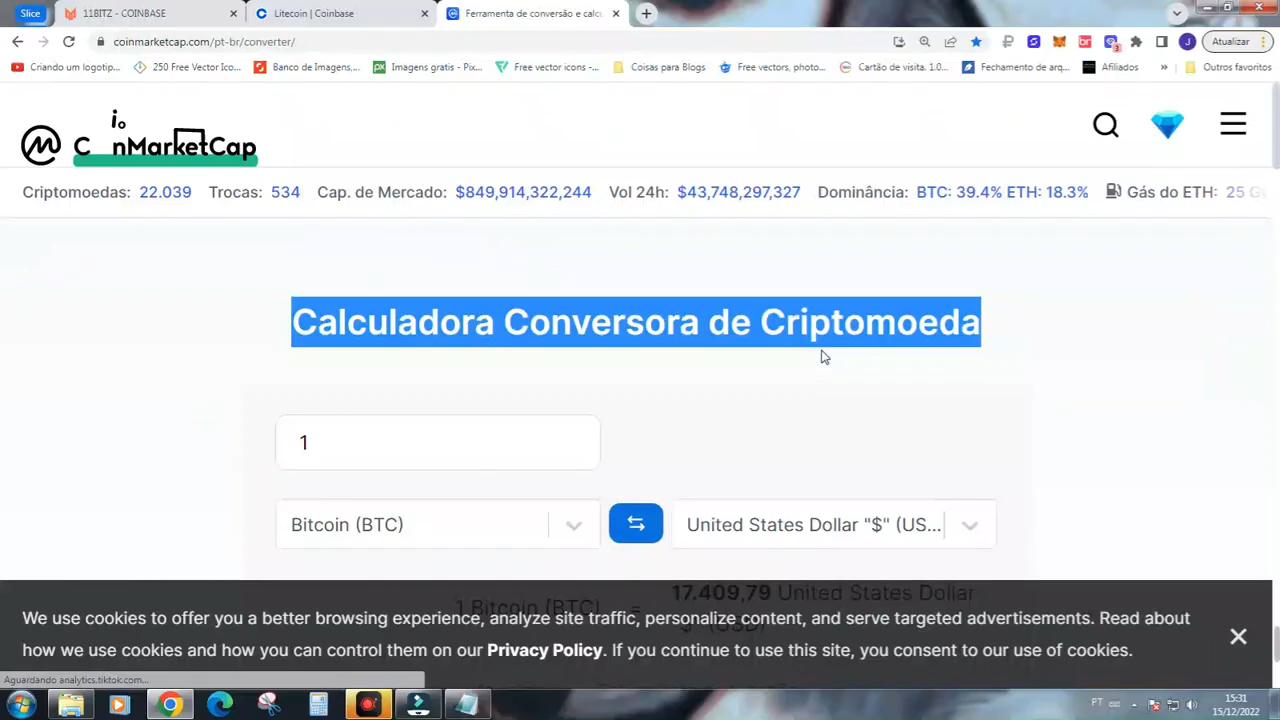 Slice
11BITZ - COINBASE
Litecoin | Coinbase
Ferramenta de conversão e calcu
coinmarketcap.com/pt-br/converter/
3
J
Atualizar
Criando um logotip...
250 Free Vector Ico...
Banco de Imagens,...
Imagens gratis - Pix...
Free vector icons -...
Coisas para Blogs
Free vectors, photo...
Cartão de visita. 1.0...
Fechamento de arq...
Afiliados
»
Outros favoritos
CoinMarketCap
Criptomoedas: 22.039 Trocas: 534 Cap. de Mercado: $849,914,322,244 Vol 24h: $43,748,297,327 Dominância: BTC: 39.4% ETH: 18.3% Gás do ETH: 25
Calculadora Conversora de Criptomoeda
1
Bitcoin (BTC)
United States Dollar "$" (US...
1 Bitcoin (BTC) =
17.409,79 United States Dollar
"$" (USD)
We use cookies to offer you a better browsing experience, analyze site traffic, personalize content, and serve targeted advertisements. Read about
how we use cookies and how you can control them on our Privacy Policy. If you continue to use this site, you consent to our use of cookies.
Aguardando analytics.tiktok.com...
PT
15:31
15/12/2022